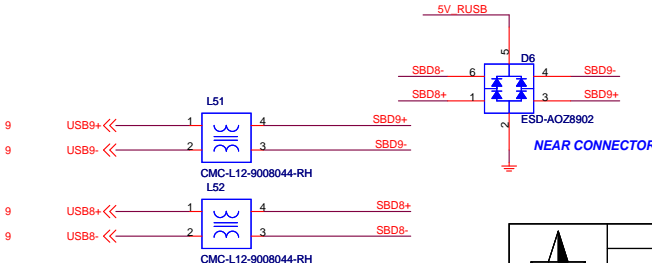 5V_RUSB
5
D6
SBD8- 6 4 SBD9-
SBD8+ 1 3 SBD9+
2 ESD-AOZ8902
NEAR CONNECTOR
L51
9 USB9+ 1 4 SBD9+
9 USB9- 2 3 SBD9-
CMC-L12-9008044-RH
L52
9 USB8+ 1 4 SBD8+
9 USB8- 2 3 SBD8-
CMC-L12-9008044-RH